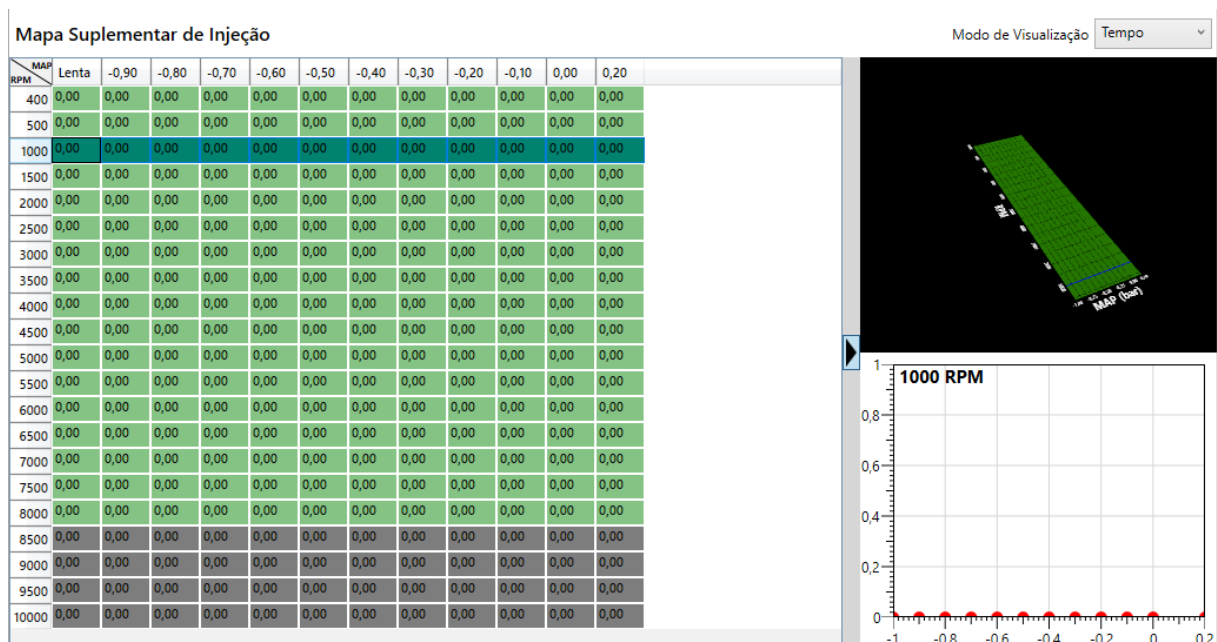 Mapa Suplementar de Injeção
Modo de Visualização Tempo
MAP
RPM
Lenta -0,90 -0,80 -0,70 -0,60 -0,50 -0,40 -0,30 -0,20 -0,10 0,00 0,20
400 0,00 0,00 0,00 0,00 0,00 0,00 0,00 0,00 0,00 0,00 0,00 0,00
500 0,00 0,00 0,00 0,00 0,00 0,00 0,00 0,00 0,00 0,00 0,00 0,00
1000 0,00 0,00 0,00 0,00 0,00 0,00 0,00 0,00 0,00 0,00 0,00 0,00
1500 0,00 0,00 0,00 0,00 0,00 0,00 0,00 0,00 0,00 0,00 0,00 0,00
2000 0,00 0,00 0,00 0,00 0,00 0,00 0,00 0,00 0,00 0,00 0,00 0,00
2500 0,00 0,00 0,00 0,00 0,00 0,00 0,00 0,00 0,00 0,00 0,00 0,00
3000 0,00 0,00 0,00 0,00 0,00 0,00 0,00 0,00 0,00 0,00 0,00 0,00
3500 0,00 0,00 0,00 0,00 0,00 0,00 0,00 0,00 0,00 0,00 0,00 0,00
4000 0,00 0,00 0,00 0,00 0,00 0,00 0,00 0,00 0,00 0,00 0,00 0,00
4500 0,00 0,00 0,00 0,00 0,00 0,00 0,00 0,00 0,00 0,00 0,00 0,00
5000 0,00 0,00 0,00 0,00 0,00 0,00 0,00 0,00 0,00 0,00 0,00 0,00
5500 0,00 0,00 0,00 0,00 0,00 0,00 0,00 0,00 0,00 0,00 0,00 0,00
6000 0,00 0,00 0,00 0,00 0,00 0,00 0,00 0,00 0,00 0,00 0,00 0,00
6500 0,00 0,00 0,00 0,00 0,00 0,00 0,00 0,00 0,00 0,00 0,00 0,00
7000 0,00 0,00 0,00 0,00 0,00 0,00 0,00 0,00 0,00 0,00 0,00 0,00
7500 0,00 0,00 0,00 0,00 0,00 0,00 0,00 0,00 0,00 0,00 0,00 0,00
8000 0,00 0,00 0,00 0,00 0,00 0,00 0,00 0,00 0,00 0,00 0,00 0,00
8500 0,00 0,00 0,00 0,00 0,00 0,00 0,00 0,00 0,00 0,00 0,00 0,00
9000 0,00 0,00 0,00 0,00 0,00 0,00 0,00 0,00 0,00 0,00 0,00 0,00
9500 0,00 0,00 0,00 0,00 0,00 0,00 0,00 0,00 0,00 0,00 0,00 0,00
10000 0,00 0,00 0,00 0,00 0,00 0,00 0,00 0,00 0,00 0,00 0,00 0,00
RPM
MAP (bar)
1000 RPM
1
0,8
0,6
0,4
0,2
0
-1 -0,8 -0,6 -0,4 -0,2 0 0,2